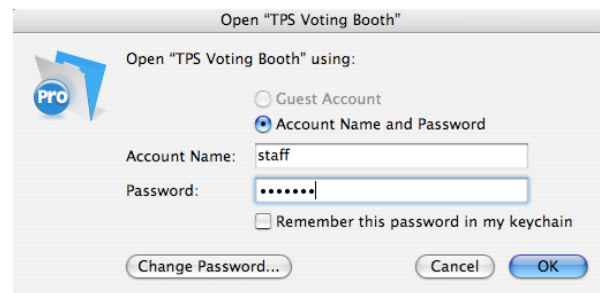 Open “TPS Voting Booth”
Open “TPS Voting Booth” using:
Pro
Guest Account
Account Name and Password
Account Name: staff
Password: •••••••
Remember this password in my keychain
Change Password... Cancel OK